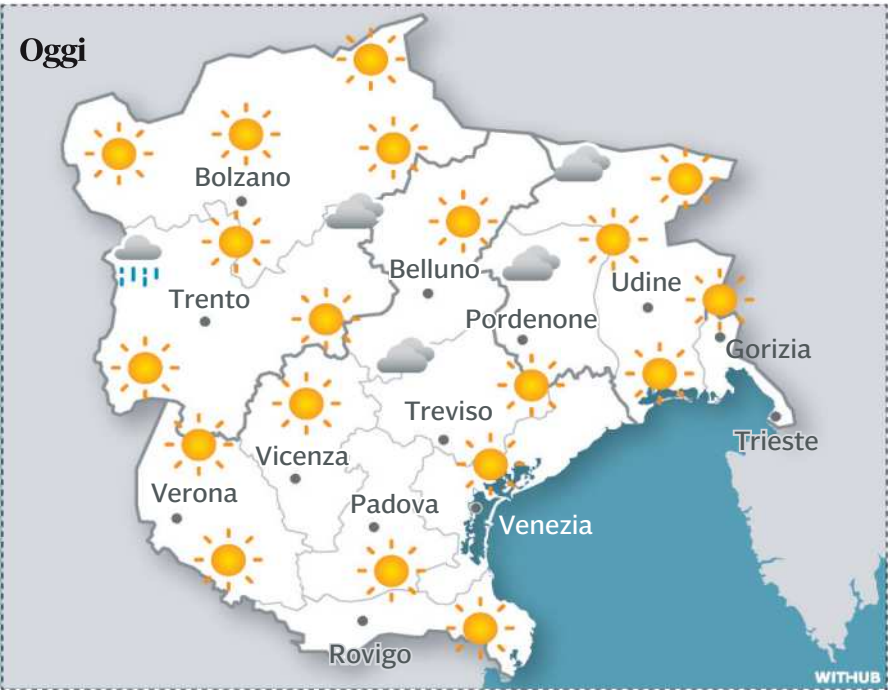 Oggi
Bolzano
Belluno
Udine
Trento
Pordenone
Gorizia
Treviso
Trieste
Vicenza
Verona
Padova
Venezia
Rovigo
WITHUB